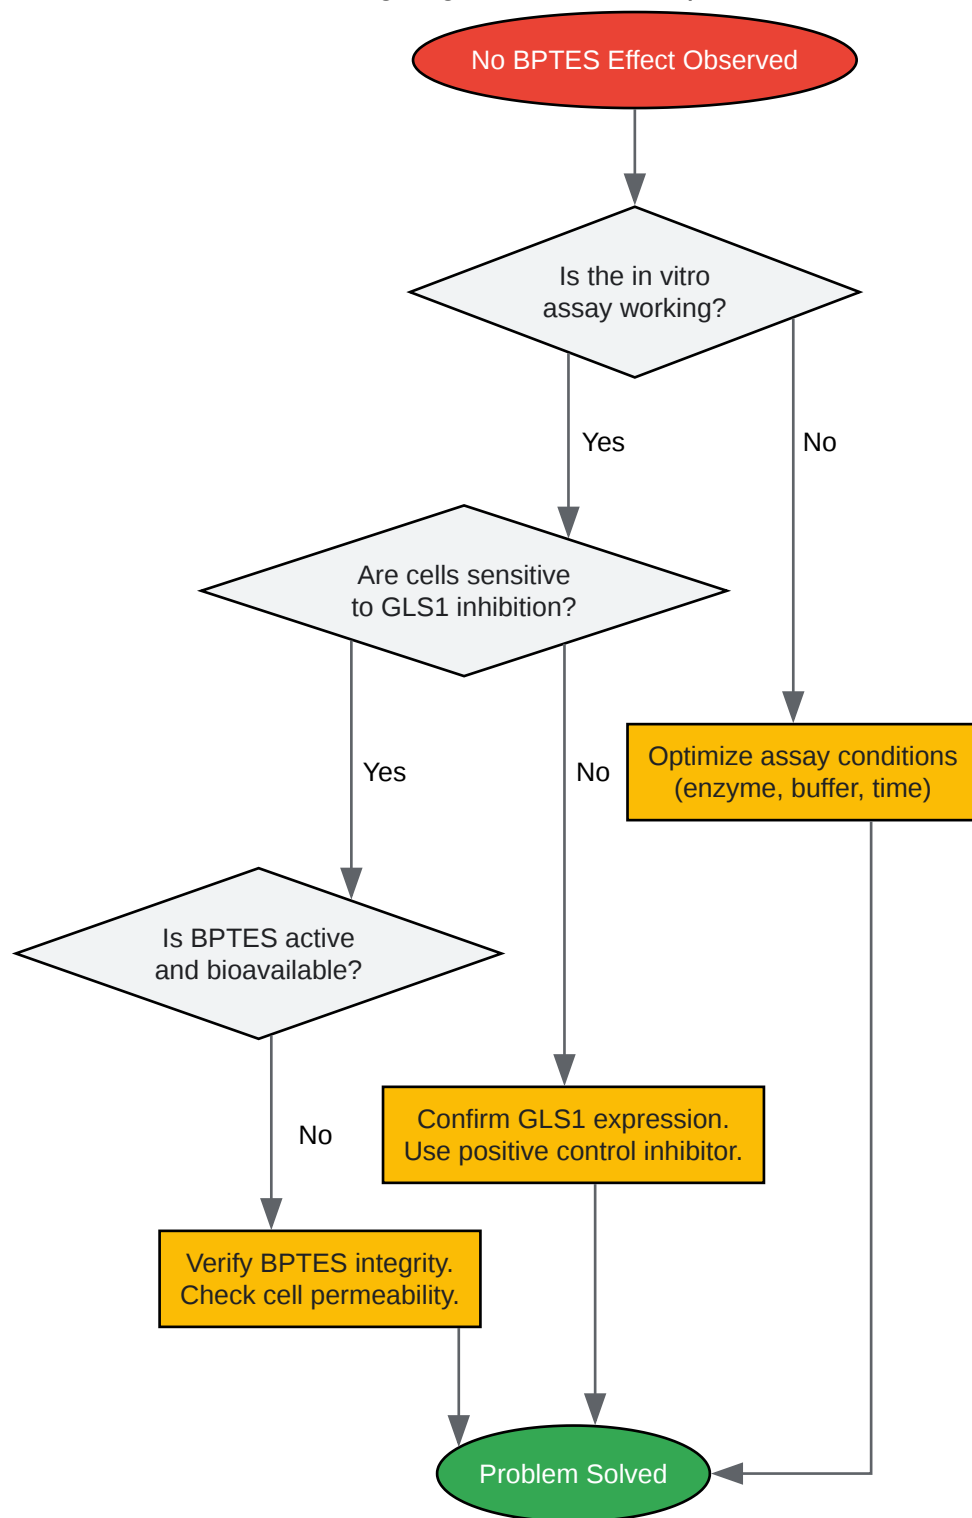 No BPTES Effect Observed
Is the in vitro
assay working?
Yes
No
Are cells sensitive
to GLS1 inhibition?
Yes
No
Optimize assay conditions
(enzyme, buffer, time)
Is BPTES active
and bioavailable?
No
Confirm GLS1 expression.
Use positive control inhibitor.
Verify BPTES integrity.
Check cell permeability.
Problem Solved